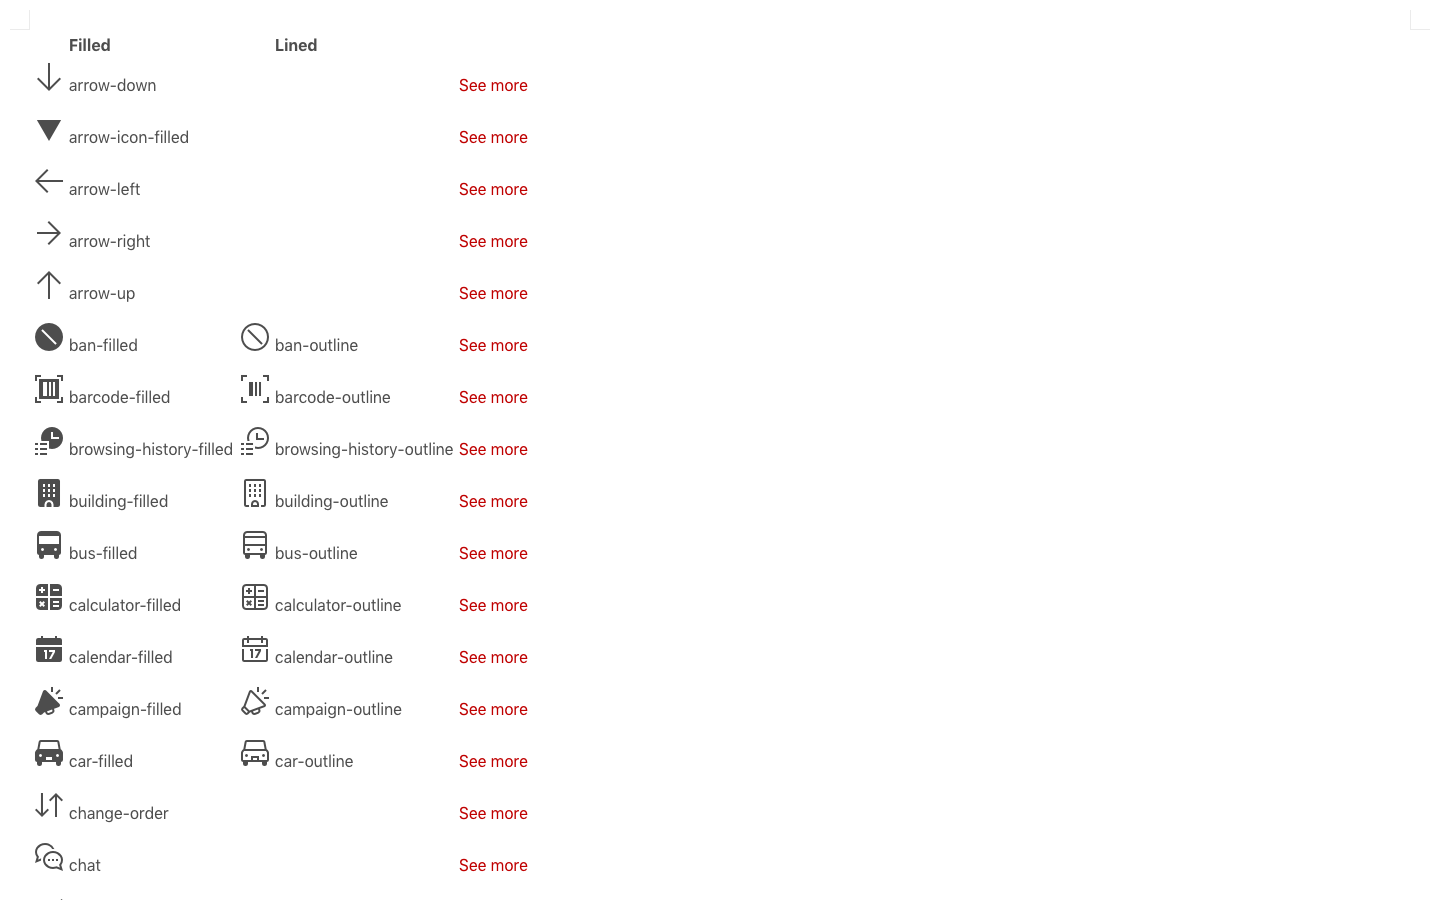 Filled Lined
arrow-down See more
arrow-icon-filled See more
arrow-left See more
arrow-right See more
arrow-up See more
ban-filled ban-outline See more
barcode-filled barcode-outline See more
browsing-history-filled browsing-history-outline See more
building-filled building-outline See more
bus-filled bus-outline See more
calculator-filled calculator-outline See more
17 calendar-filled 17 calendar-outline See more
campaign-filled campaign-outline See more
car-filled car-outline See more
change-order See more
chat See more